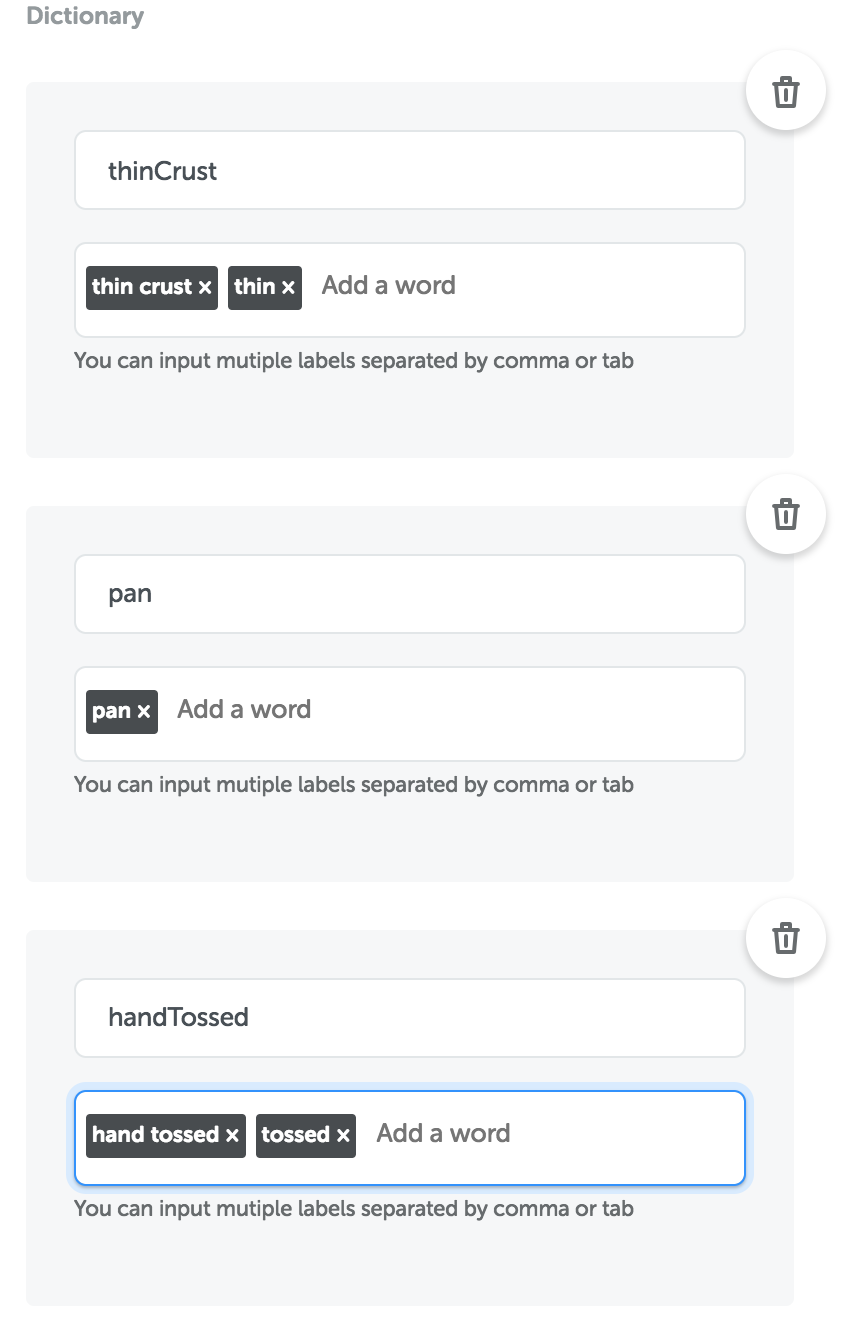 Dictionary
thinCrust
thin crust × thin × Add a word
You can input mutiple labels separated by comma or tab
pan
pan × Add a word
You can input mutiple labels separated by comma or tab
handTossed
hand tossed × tossed × Add a word
You can input mutiple labels separated by comma or tab